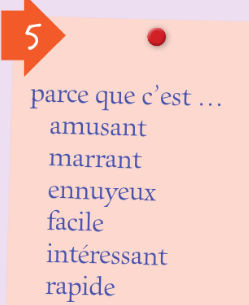 5
parce que c'est ...
amusant
marrant
ennuyeux
facile
intéressant
rapide